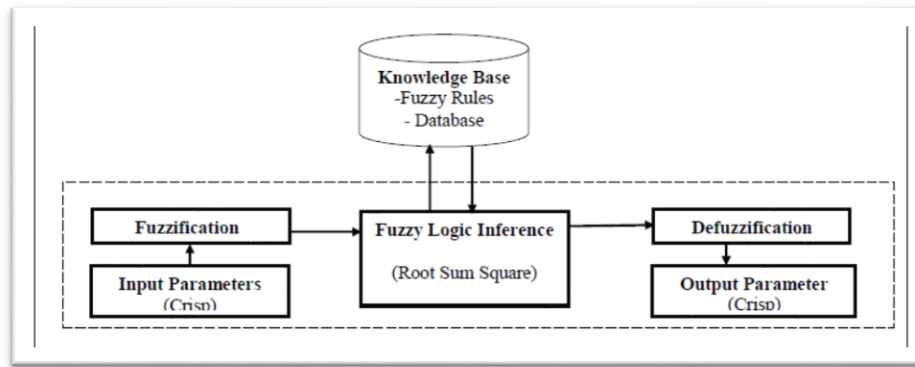 Knowledge Base
-Fuzzy Rules
- Database
Fuzzification
Input Parameters
(Crisp)
Fuzzy Logic Inference
(Root Sum Square)
Defuzzification
Output Parameter
(Crisp)